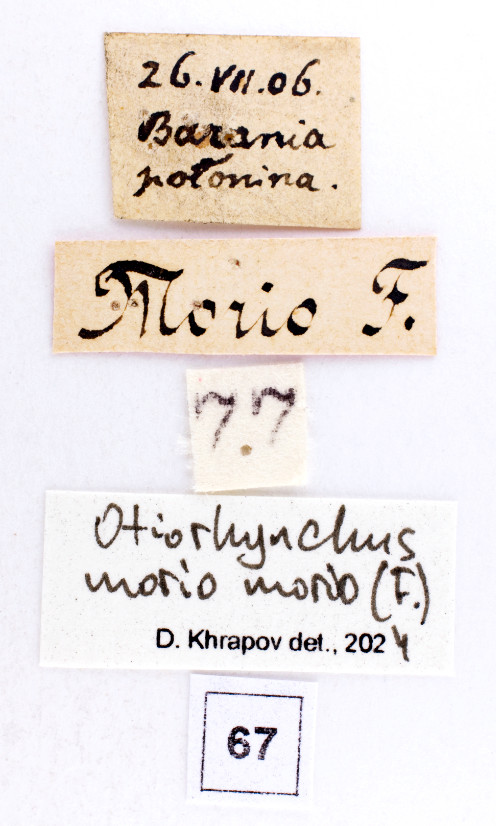 26.VII.06.
Barania
połonina.
Morio F.
77
Otiorhynchus
morio morio (F.)
D. Khrapov det., 2024
67